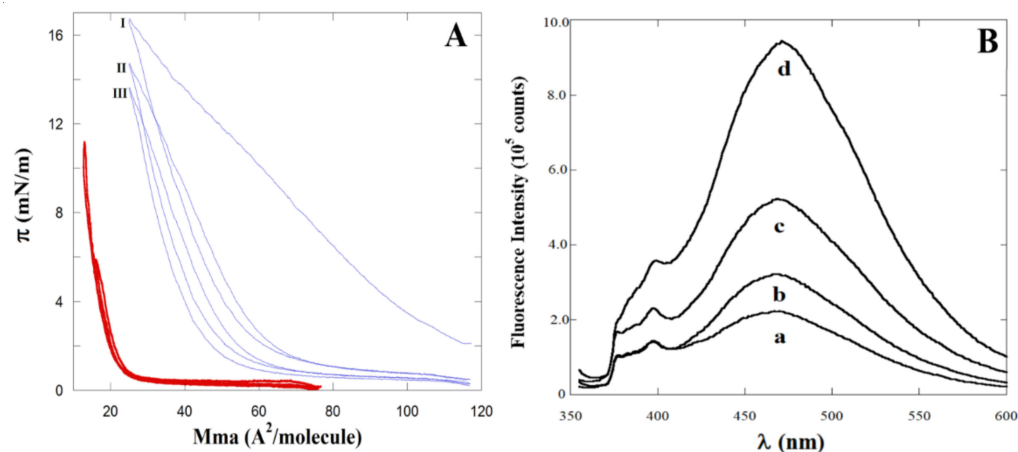 A
I
II
III
16
12
8
4
0
20 40 60 80 100 120
π (mN/m)
Mma (A²/molecule)
B
d
c
b
a
10.0
8.0
6.0
4.0
2.0
0.0
355 400 450 500 550 600
Fluorescence Intensity (10⁵ counts)
λ (nm)